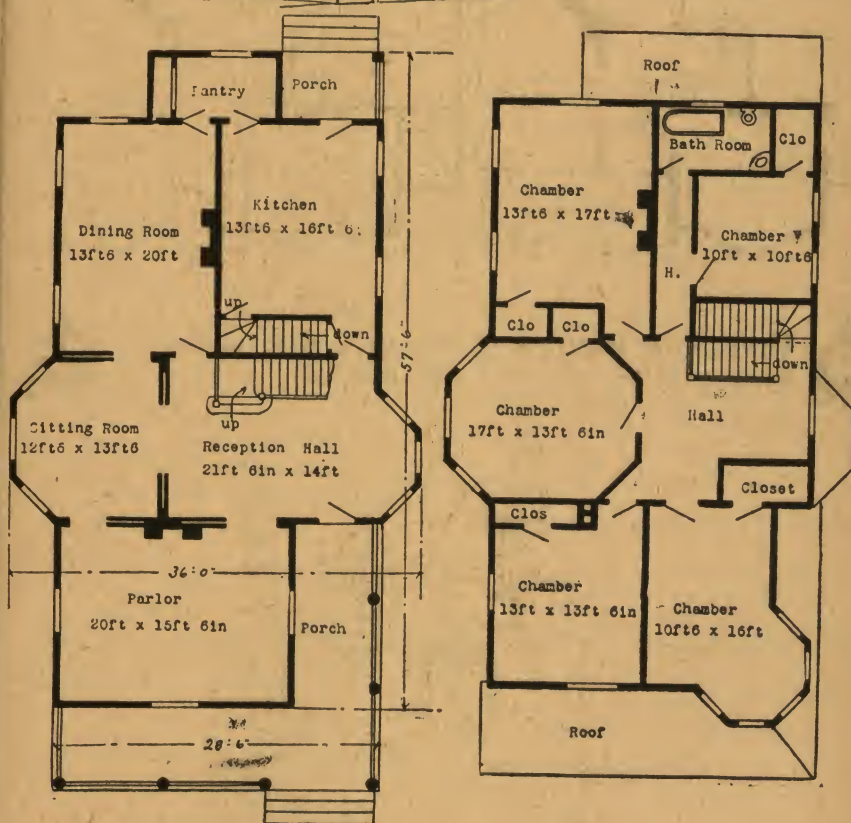 Pantry
Porch
Kitchen
13ft6 x 16ft 6
Dining Room
13ft6 x 20ft
up
down
up
Sitting Room
12ft6 x 13ft6
Reception Hall
21ft 6in x 14ft
57:6"
36:0"
Parlor
20ft x 15ft 6in
Porch
28:6"
Roof
Bath Room
Clo
Chamber
13ft6 x 17ft
Chamber
10ft x 10ft6
H.
Clo
Clo
down
Chamber
17ft x 13ft 6in
Hall
Closet
Clos
Chamber
13ft x 13ft 6in
Chamber
10ft6 x 16ft
Roof